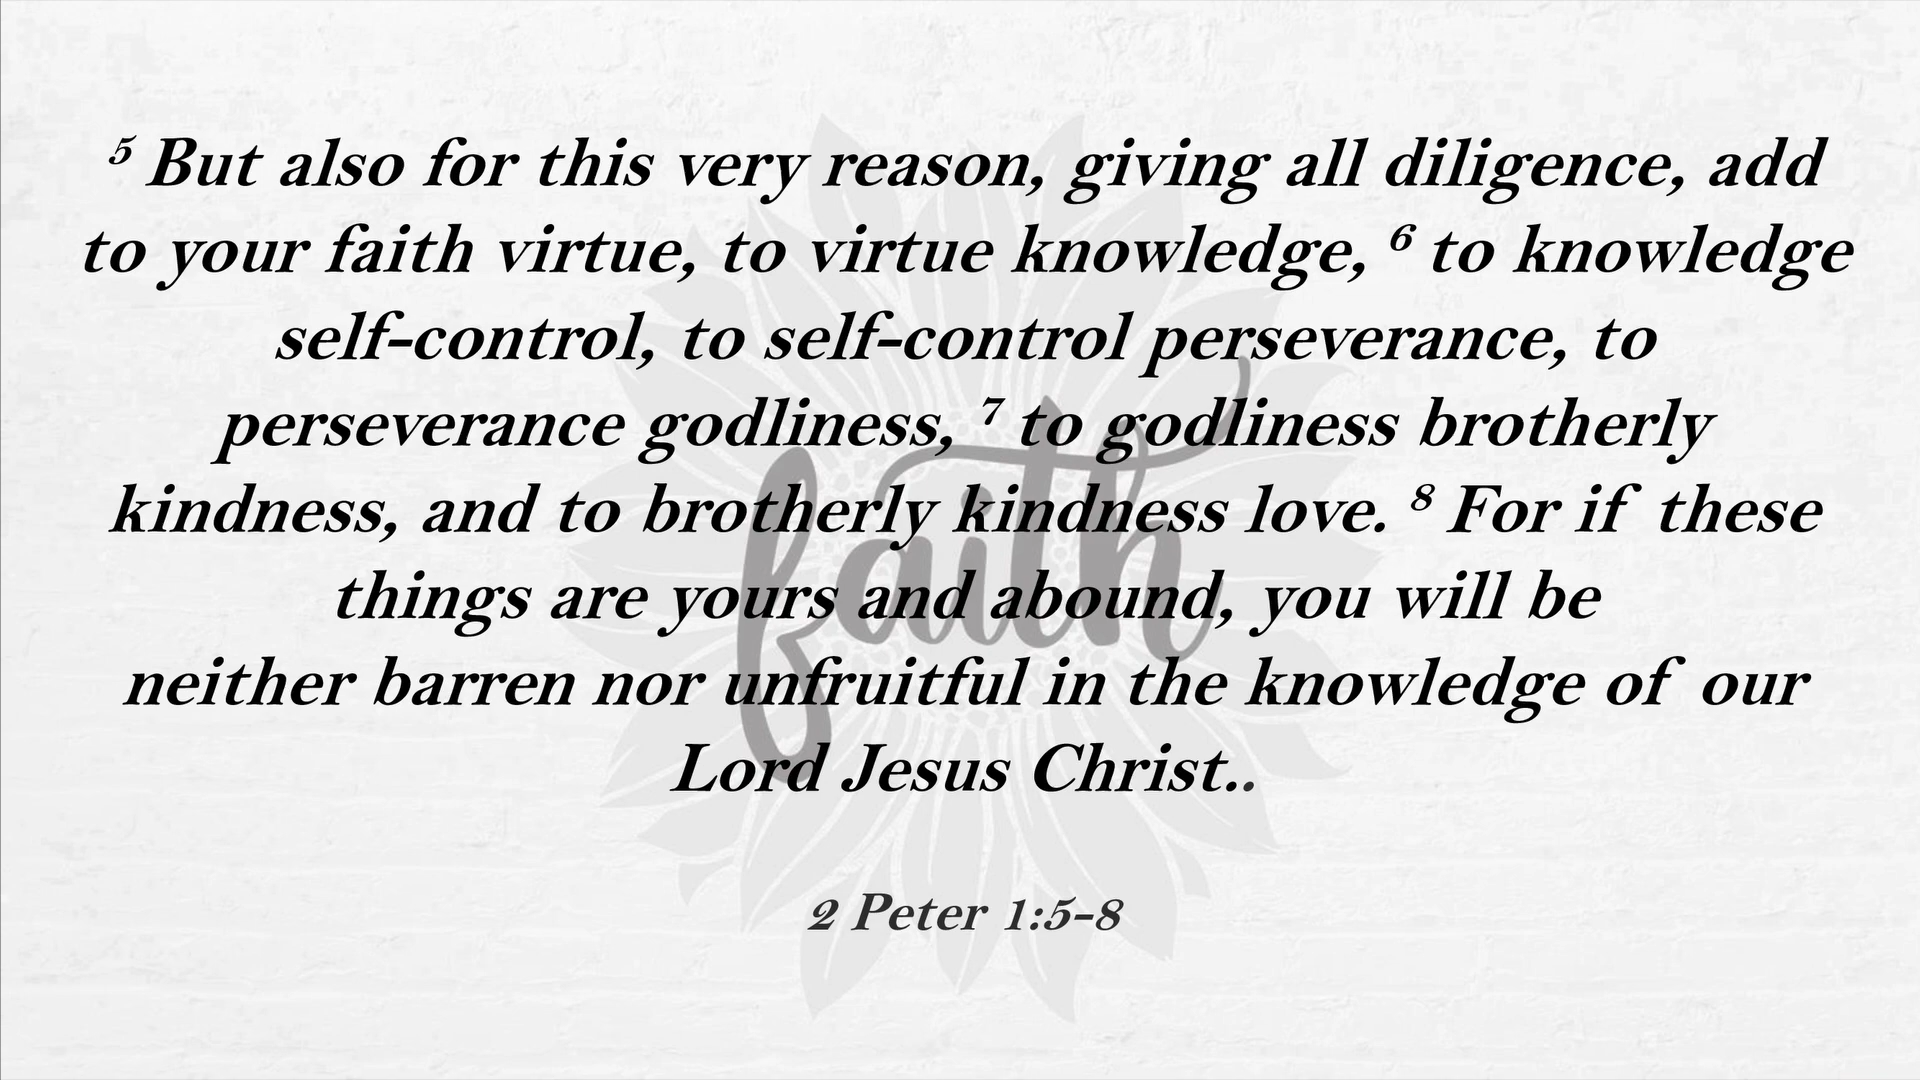 ⁵ But also for this very reason, giving all diligence, add
to your faith virtue, to virtue knowledge, ⁶ to knowledge
self-control, to self-control perseverance, to
perseverance godliness, ⁷ to godliness brotherly
kindness, and to brotherly kindness love. ⁸ For if these
things are yours and abound, you will be
neither barren nor unfruitful in the knowledge of our
Lord Jesus Christ..
faith
2 Peter 1:5-8